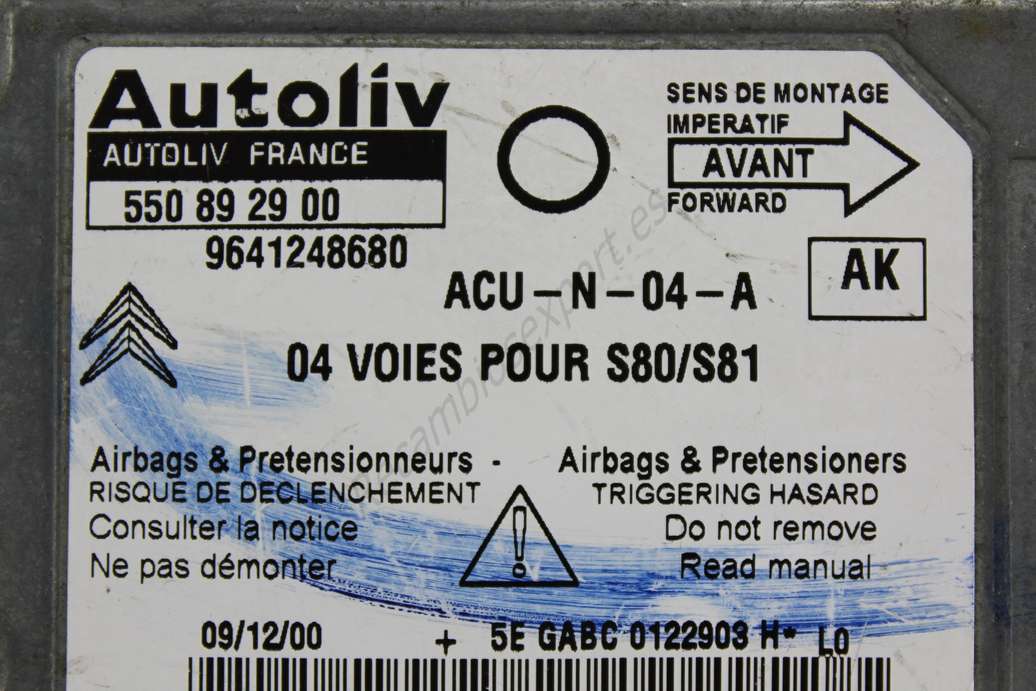 Autoliv
AUTOLIV FRANCE
550 89 29 00
9641248680
SENS DE MONTAGE
IMPERATIF
AVANT
FORWARD
AK
ACU-N-04-A
04 VOIES POUR S80/S81
Airbags & Pretensionneurs - Airbags & Pretensioners
RISQUE DE DECLENCHEMENT TRIGGERING HASARD
Consulter la notice ! Do not remove
Ne pas démonter Read manual
09/12/00 + 5E GABC 0122903 H* LO